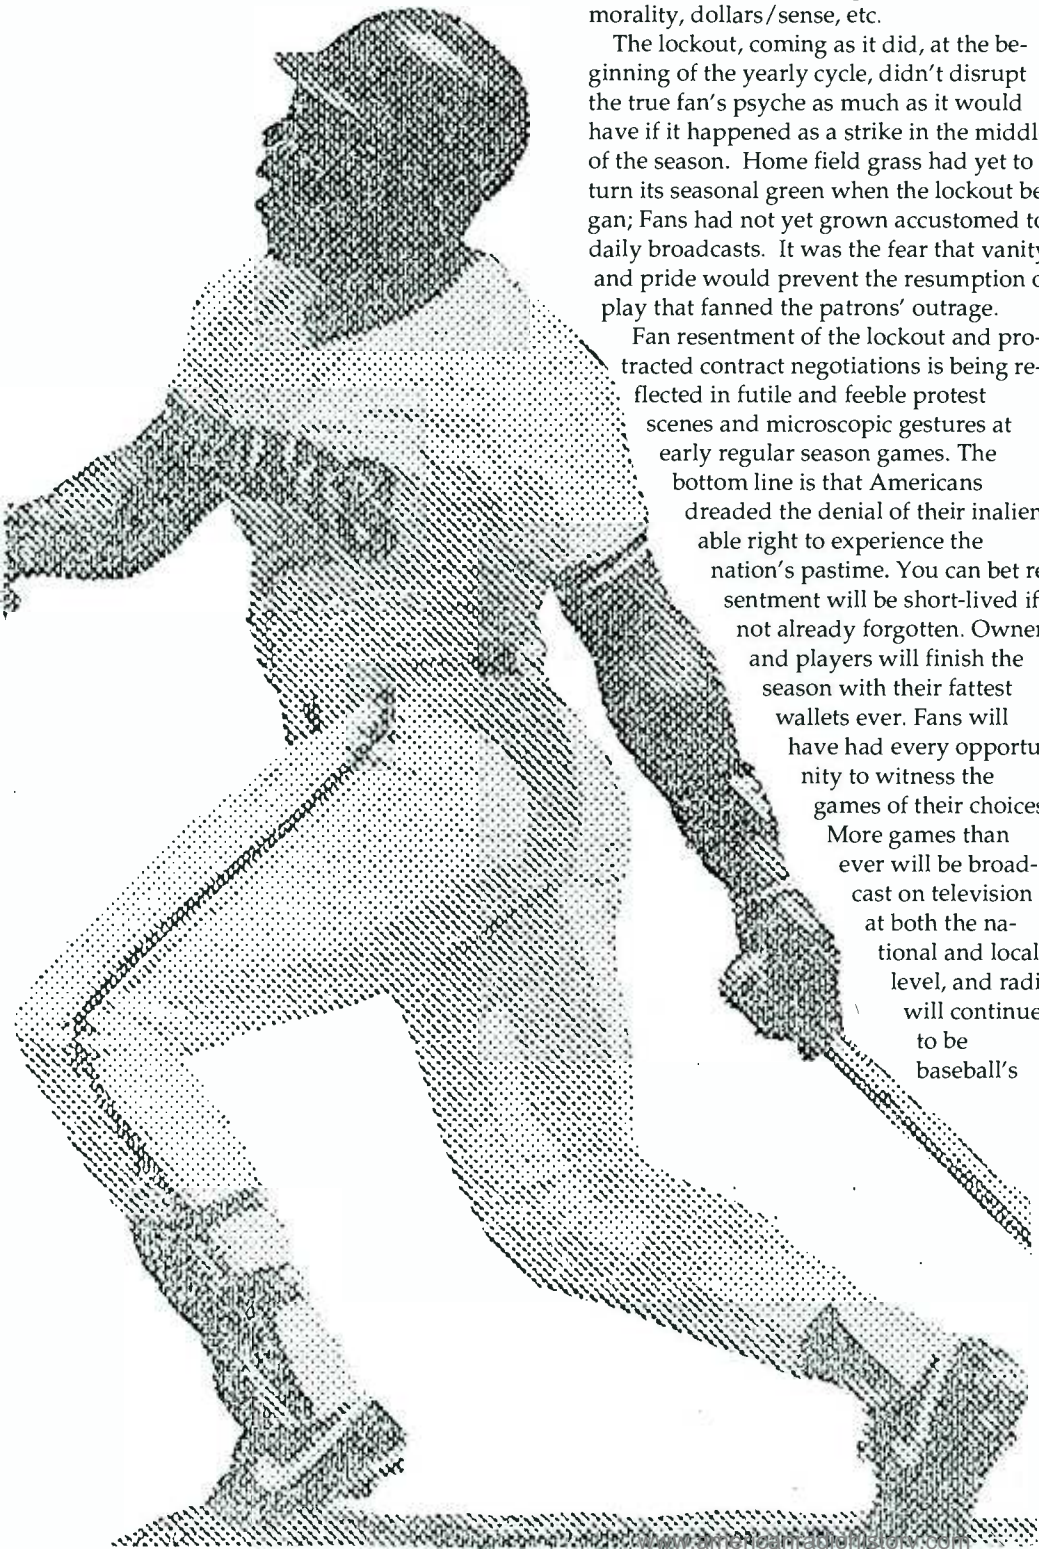 morality, dollars/sense, etc.
The lockout, coming as it did, at the be-
ginning of the yearly cycle, didn't disrupt
the true fan's psyche as much as it would
have if it happened as a strike in the middl
of the season. Home field grass had yet to
turn its seasonal green when the lockout be
gan; Fans had not yet grown accustomed to
daily broadcasts. It was the fear that vanity
and pride would prevent the resumption o
play that fanned the patrons' outrage.
Fan resentment of the lockout and pro-
tracted contract negotiations is being re-
flected in futile and feeble protest
scenes and microscopic gestures at
early regular season games. The
bottom line is that Americans
dreaded the denial of their inalien
able right to experience the
nation's pastime. You can bet re
sentment will be short-lived if
not already forgotten. Owner
and players will finish the
season with their fattest
wallets ever. Fans will
have had every opportu
nity to witness the
games of their choices
More games than
ever will be broad-
cast on television
at both the na-
tional and local
level, and radi
will continue
to be
baseball's
www.americanradiohistory.com